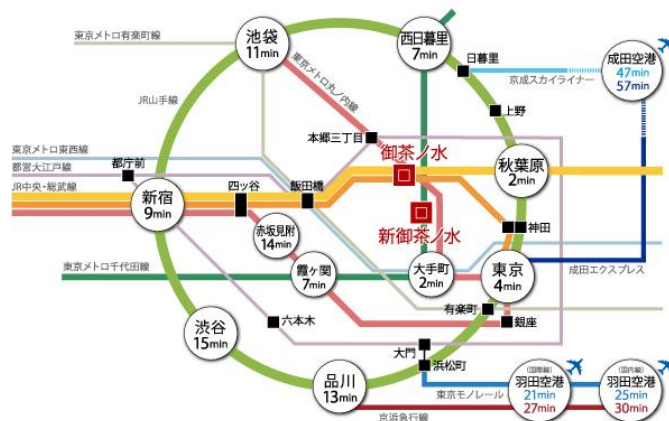 東京メトロ有楽町線
池袋
11min
東京メトロ丸ノ内線
西日暮里
7min
日暮里
京成スカイライナー
成田空港
47min
57min
JR山手線
上野
本郷三丁目
御茶ノ水
秋葉原
2min
東京メトロ東西線
都営大江戸線
都庁前
JR中央・総武線
四ッ谷
飯田橋
新宿
9min
赤坂見附
14min
新御茶ノ水
神田
東京メトロ千代田線
霞ヶ関
7min
大手町
2min
東京
4min
成田エクスプレス
有楽町
銀座
六本木
渋谷
15min
大門
浜松町
品川
13min
東京モノレール
京浜急行線
(国際線)
羽田空港
21min
27min
(国内線)
羽田空港
25min
30min